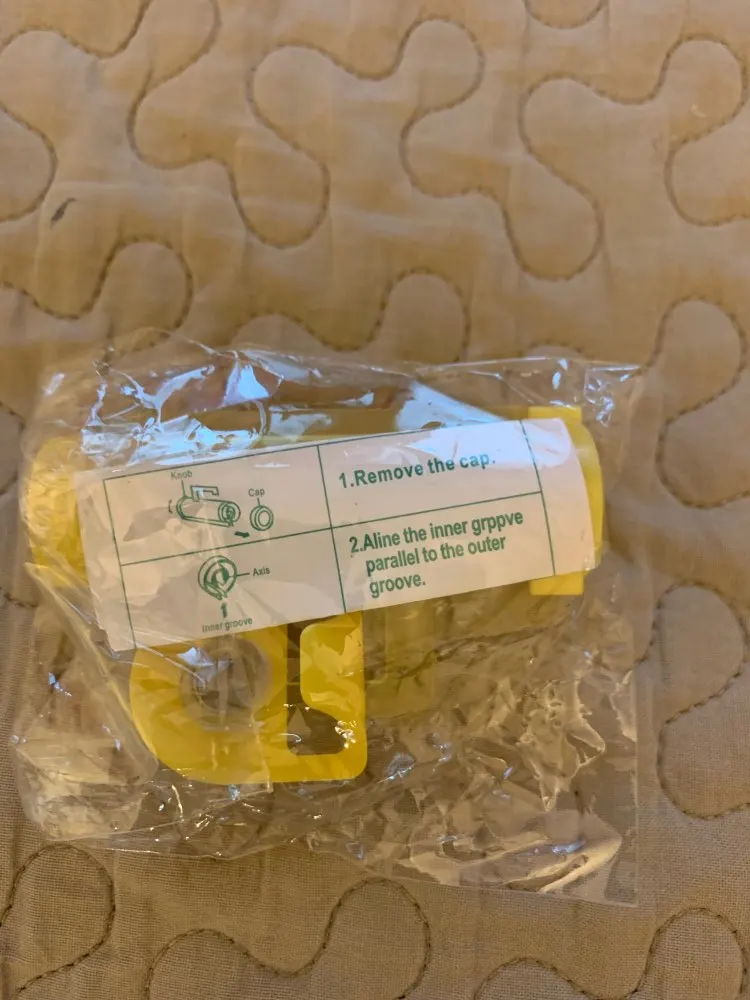 Knob
Cap
1.Remove the cap.
Axis
Inner groove
2.Aline the inner grppve
parallel to the outer
groove.